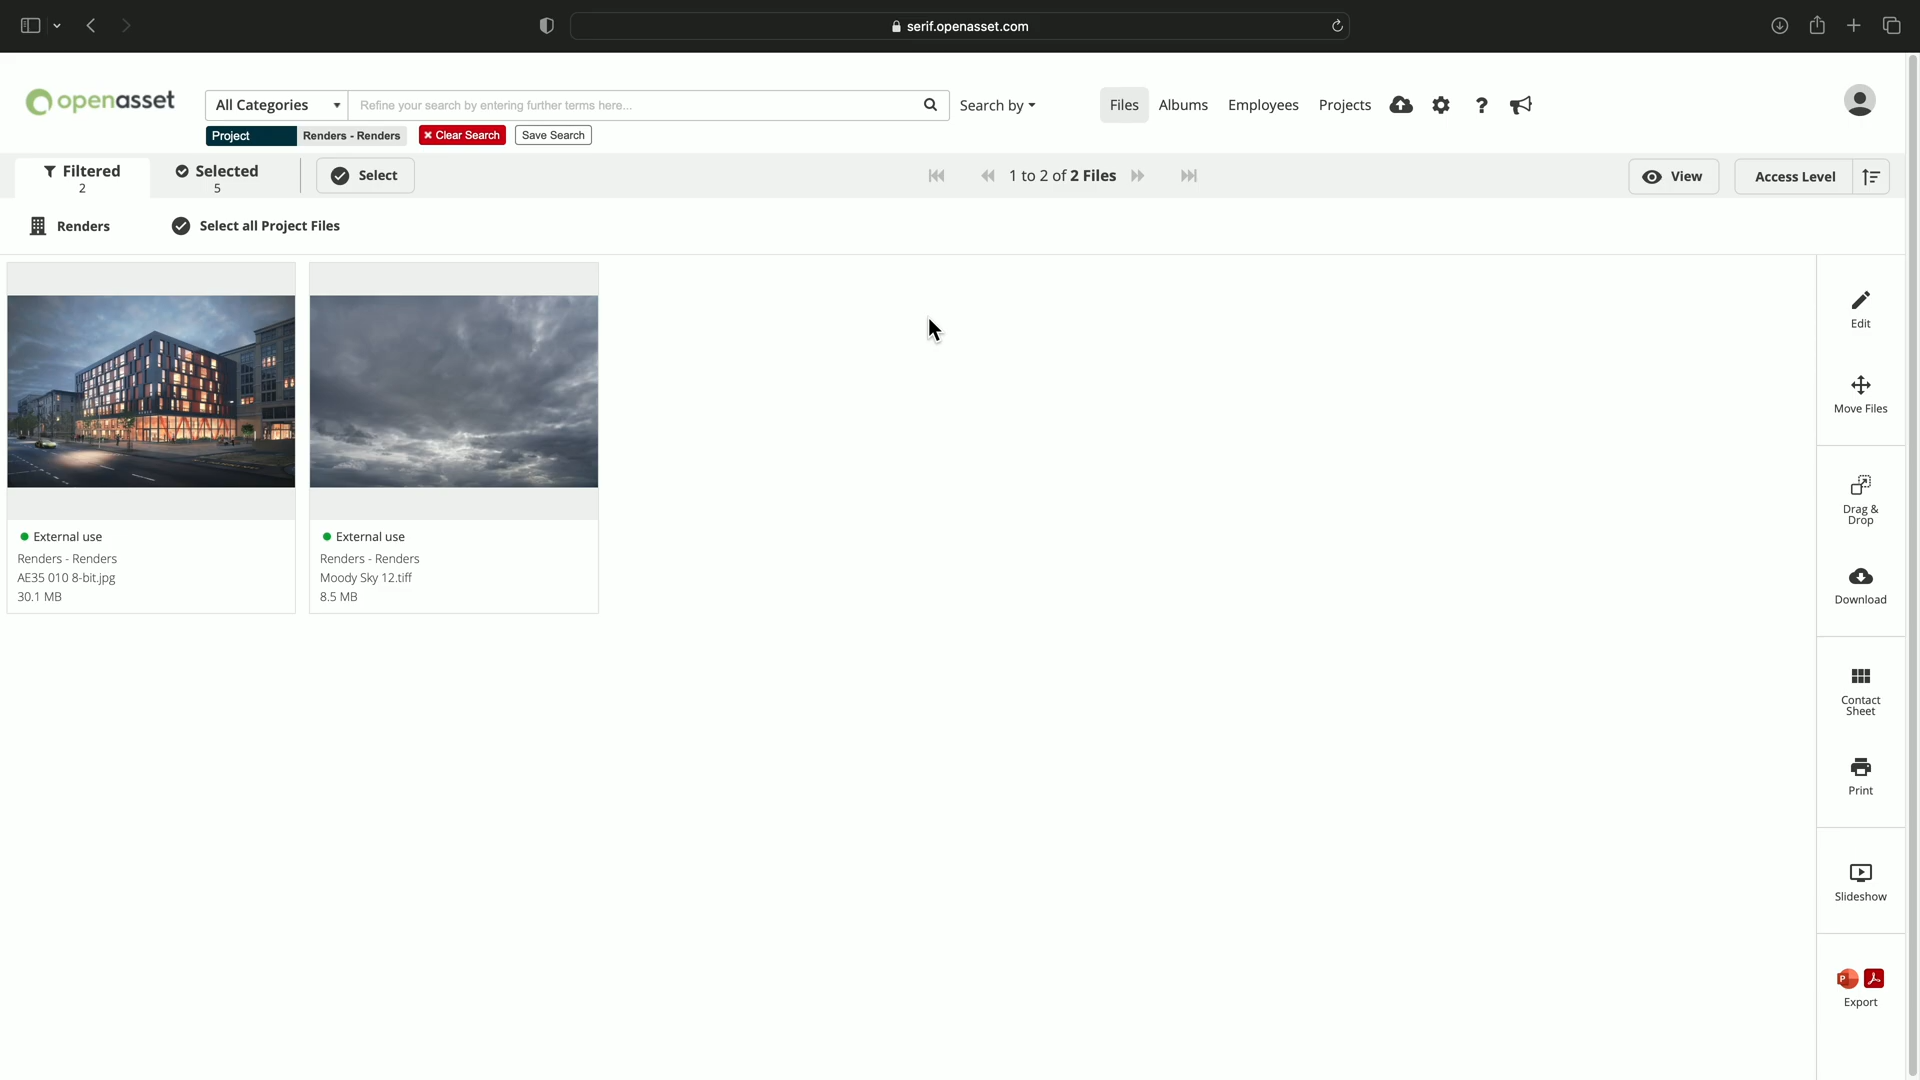 serif.openasset.com
openasset
All Categories
Refine your search by entering further terms here...
Search by
Files
Albums
Employees
Projects
?
Project
Renders - Renders
× Clear Search
Save Search
Filtered
2
Selected
5
Select
1 to 2 of 2 Files
View
Access Level
Renders
Select all Project Files
External use
Renders - Renders
AE35 010 8-bit.jpg
30.1 MB
External use
Renders - Renders
Moody Sky 12.tiff
8.5 MB
Edit
Move Files
Drag &
Drop
Download
Contact
Sheet
Print
Slideshow
P
Export